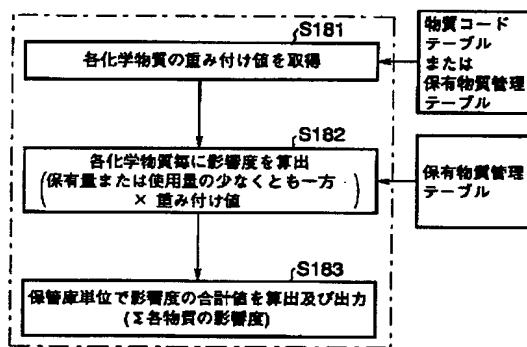 S181
各化学物質の重み付け値を取得
物質コード
テーブル
または
保有物質管理
テーブル
S182
各化学物質毎に影響度を算出
(保有量または使用量の少なくとも一方
× 重み付け値)
保有物質管理
テーブル
S183
保管庫単位で影響度の合計値を算出及び出力
(Σ各物質の影響度)